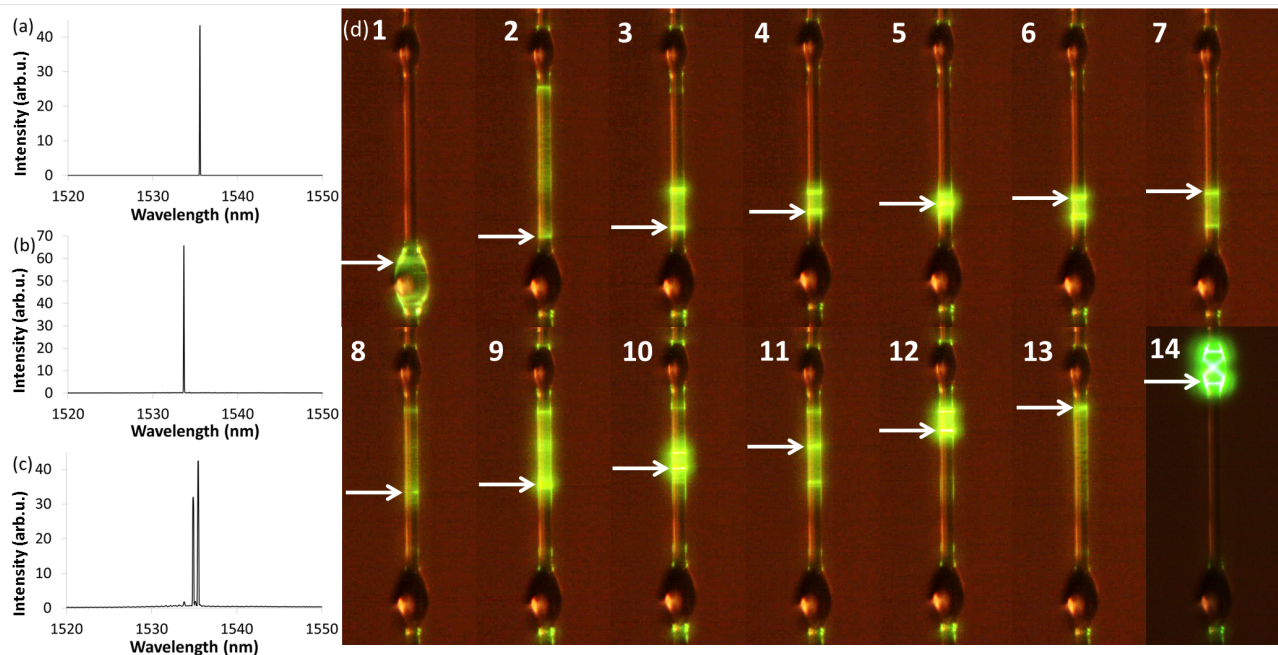 (a)
Intensity (arb.u.)
40
30
20
10
0
1520 1530 1540 1550
Wavelength (nm)
(b)
Intensity (arb.u.)
70
60
50
40
30
20
10
0
1520 1530 1540 1550
Wavelength (nm)
(c)
Intensity (arb.u.)
40
30
20
10
0
1520 1530 1540 1550
Wavelength (nm)
(d) 1 2 3 4 5 6 7
8 9 10 11 12 13 14